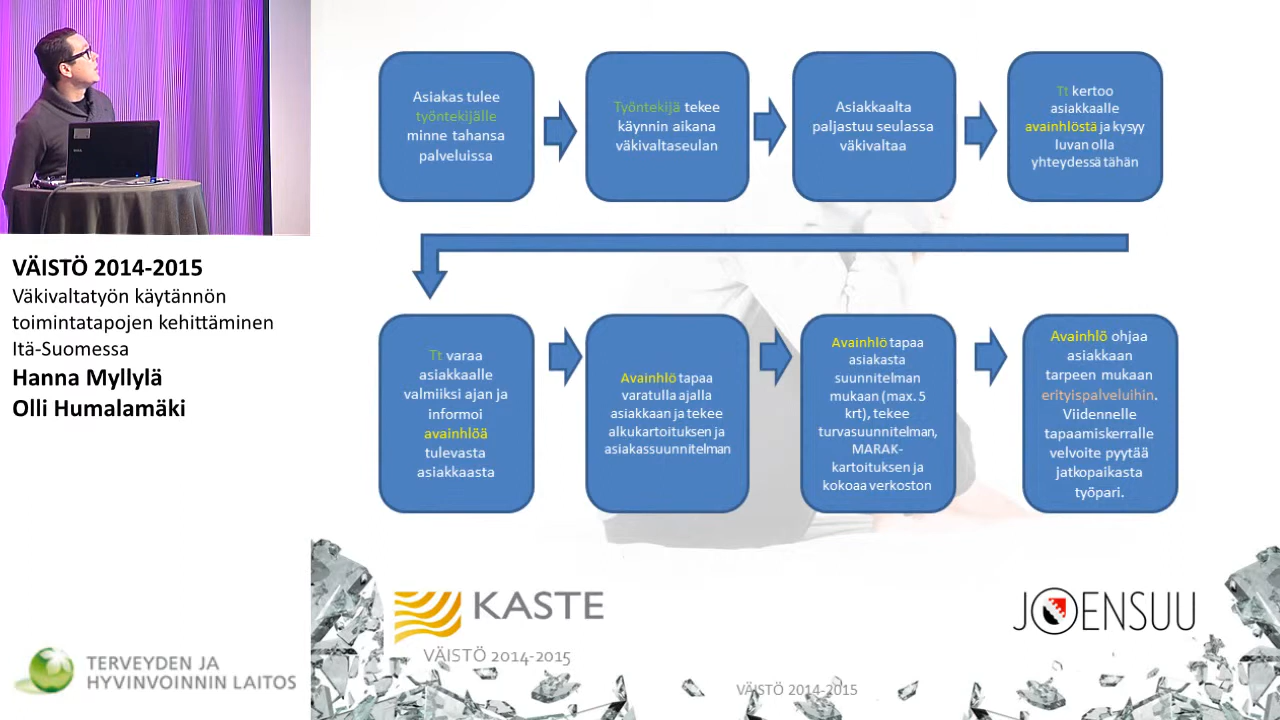 Asiakas tulee
työntekijälle
minne tahansa
palveluissa
Työntekijä tekee
käynnin aikana
väkivaltaseulan
Asiakkaalta
paljastuu seulassa
väkivaltaa
Tt kertoo
asiakkaalle
avainhlöstä ja kysyy
luvan olla
yhteydessä tähän
Tt varaa
asiakkaalle
valmiiksi ajan ja
informoi
avainhlöä
tulevasta
asiakkaasta
Avainhlö tapaa
varatulla ajalla
asiakkaan ja tekee
alkukartoituksen ja
asiakassuunnitelman
Avainhlö tapaa
asiakasta
suunnitelman
mukaan (max. 5
krt), tekee
turvasuunnitelman,
MARAK-
kartoituksen ja
kokoaa verkoston
Avainhlö ohjaa
asiakkaan
tarpeen mukaan
erityispalveluihin.
Viidennelle
tapaamiskerralle
velvoite pyytää
jatkopaikasta
työpari.
VÄISTÖ 2014-2015
Väkivaltatyön käytännön
toimintatapojen kehittäminen
Itä-Suomessa
Hanna Myllylä
Olli Humalamäki
KASTE
VÄISTÖ 2014-2015
JOENSUU
VÄISTÖ 2014-2015
TERVEYDEN JA
HYVINVOINNIN LAITOS